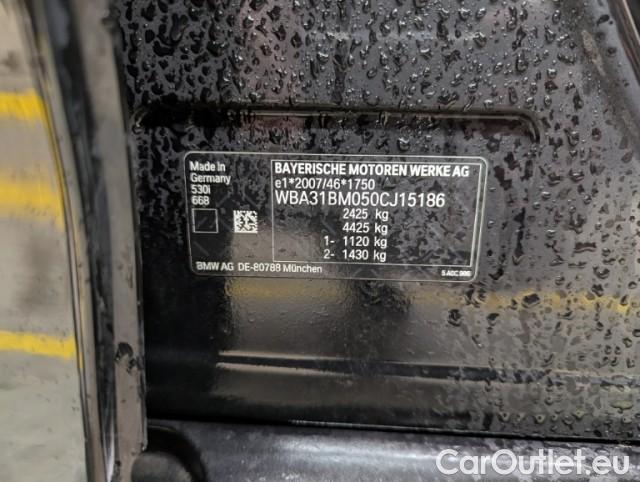 Made in
Germany
530i
668
BAYERISCHE MOTOREN WERKE AG
e1*2007/46*1750
WBA31BM050CJ15186
2425 kg
4425 kg
1- 1120 kg
2- 1430 kg
BMW AG DE-80788 München
CarOutlet.eu